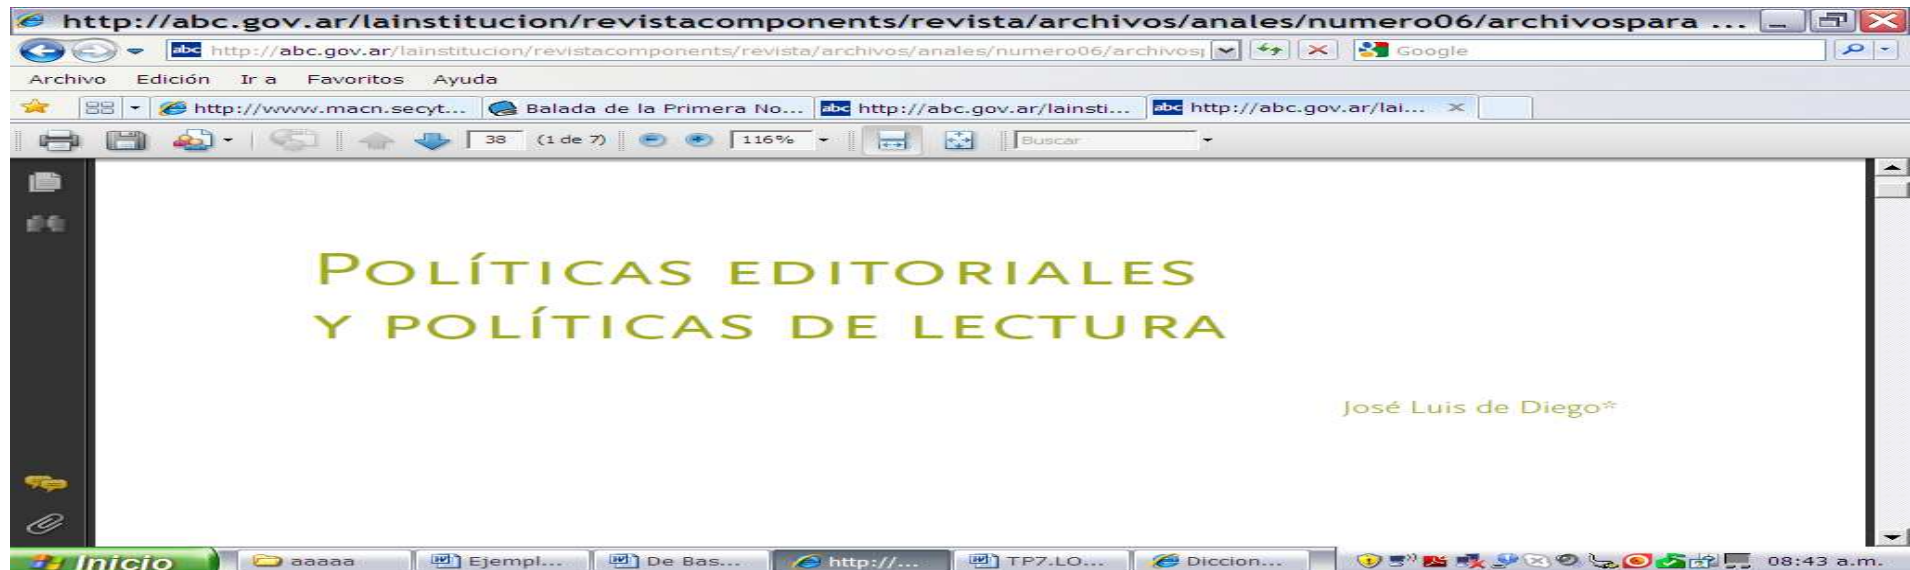 http://abc.gov.ar/lainstitucion/revistacomponents/revista/archivos/anales/numero06/archivospara ...
http://abc.gov.ar/lainstitucion/revistacomponents/revista/archivos/anales/numero06/archivosp Google
Archivo Edición Ir a Favoritos Ayuda
http://www.macn.secyt... Balada de la Primera No... abc http://abc.gov.ar/lainsti... abc http://abc.gov.ar/lai...
38 (1 de 7) 116% Buscar
POLÍTICAS EDITORIALES
Y POLÍTICAS DE LECTURA
José Luis de Diego*
Inicio aaaaa Ejempl... De Bas... http://... TP7.LO... Diccion... 08:43 a.m.